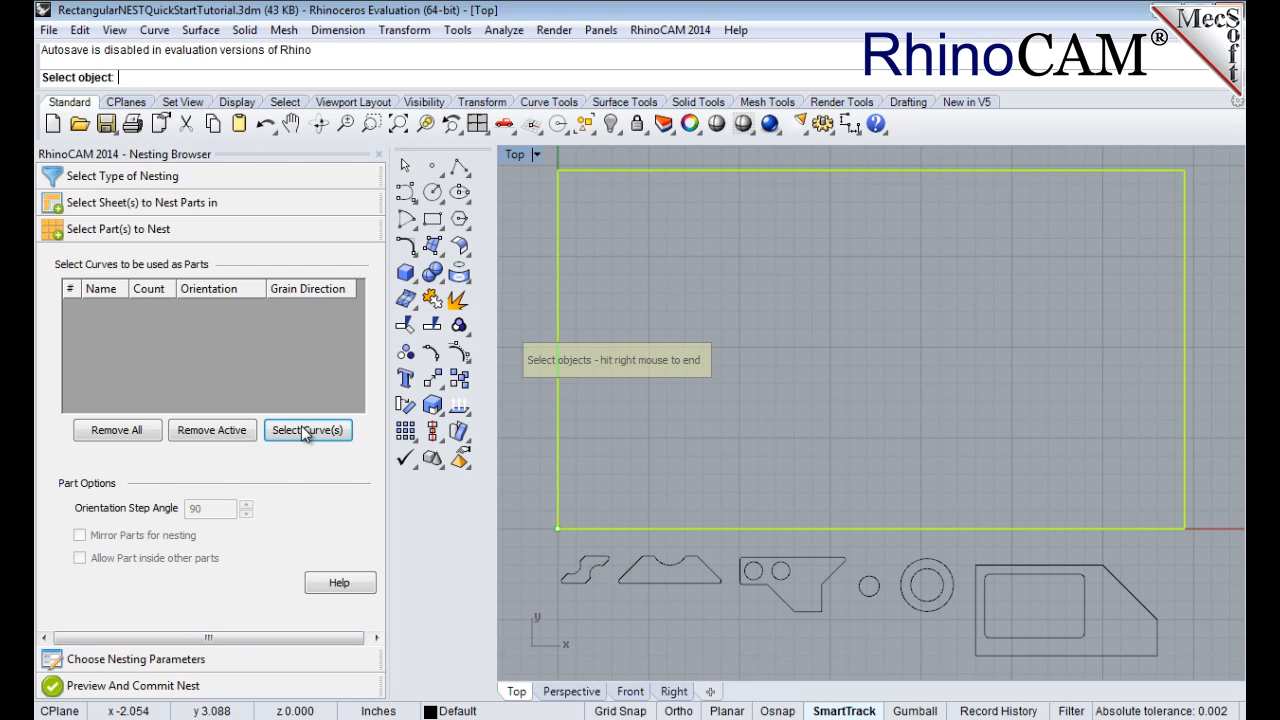 RectangularNESTQuickStartTutorial.3dm (43 KB) - Rhinoceros Evaluation (64-bit) - [Top]
File Edit View Curve Surface Solid Mesh Dimension Transform Tools Analyze Render Panels RhinoCAM 2014 Help
Autosave is disabled in evaluation versions of Rhino
Select object:
RhinoCAM®
MecSoft
Standard CPlanes Set View Display Select Viewport Layout Visibility Transform Curve Tools Surface Tools Solid Tools Mesh Tools Render Tools Drafting New in V5
RhinoCAM 2014 - Nesting Browser
Top
Select Type of Nesting
Select Sheet(s) to Nest Parts in
Select Part(s) to Nest
Select Curves to be used as Parts
# Name Count Orientation Grain Direction
Select objects - hit right mouse to end
Remove All Remove Active Select Curve(s)
Part Options
Orientation Step Angle 90
Mirror Parts for nesting
Allow Part inside other parts
Help
y
x
Choose Nesting Parameters
Preview And Commit Nest
Top Perspective Front Right
CPlane x -2.054 y 3.088 z 0.000 Inches Default Grid Snap Ortho Planar Osnap SmartTrack Gumball Record History Filter Absolute tolerance: 0.002